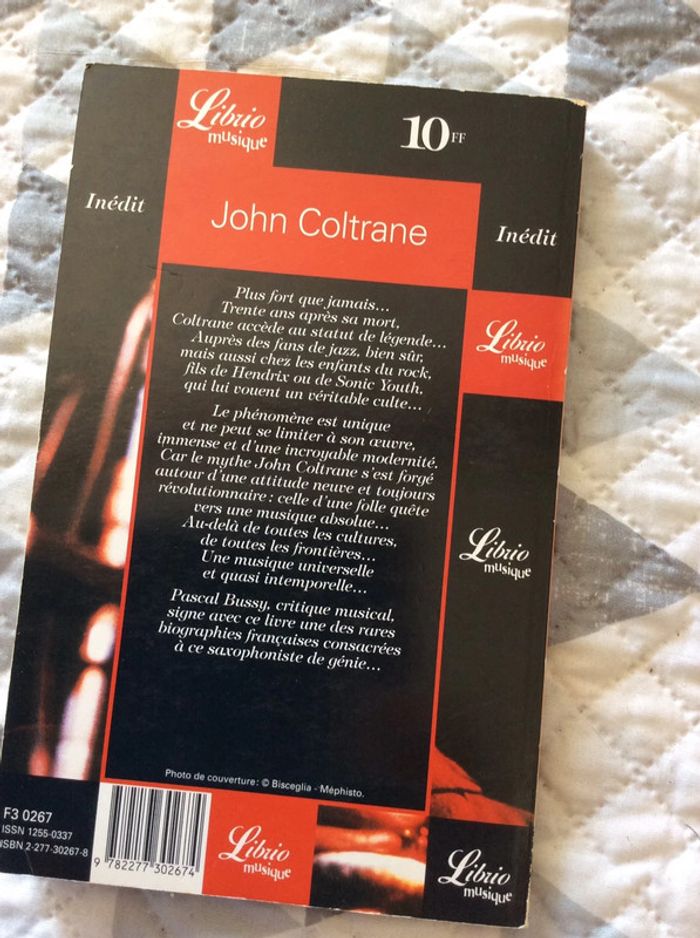 Librio
musique
10 FF
Inédit
John Coltrane
Inédit
Plus fort que jamais…
Trente ans après sa mort,
Coltrane accède au statut de légende…
Auprès des fans de jazz, bien sûr,
mais aussi chez les enfants du rock,
fils de Hendrix ou de Sonic Youth,
qui lui vouent un véritable culte…
Librio
musique
Le phénomène est unique
et ne peut se limiter à son œuvre,
immense et d'une incroyable modernité.
Car le mythe John Coltrane s'est forgé
autour d'une attitude neuve et toujours
révolutionnaire : celle d'une folle quête
vers une musique absolue…
Au-delà de toutes les cultures,
de toutes les frontières…
Une musique universelle
et quasi intemporelle…
Librio
musique
Pascal Bussy, critique musical,
signe avec ce livre une des rares
biographies françaises consacrées
à ce saxophoniste de génie…
Photo de couverture : © Bisceglia - Méphisto.
F3 0267
ISSN 1255-0337
ISBN 2-277-30267-8
9 782277 302674
Librio
musique
Librio
musique